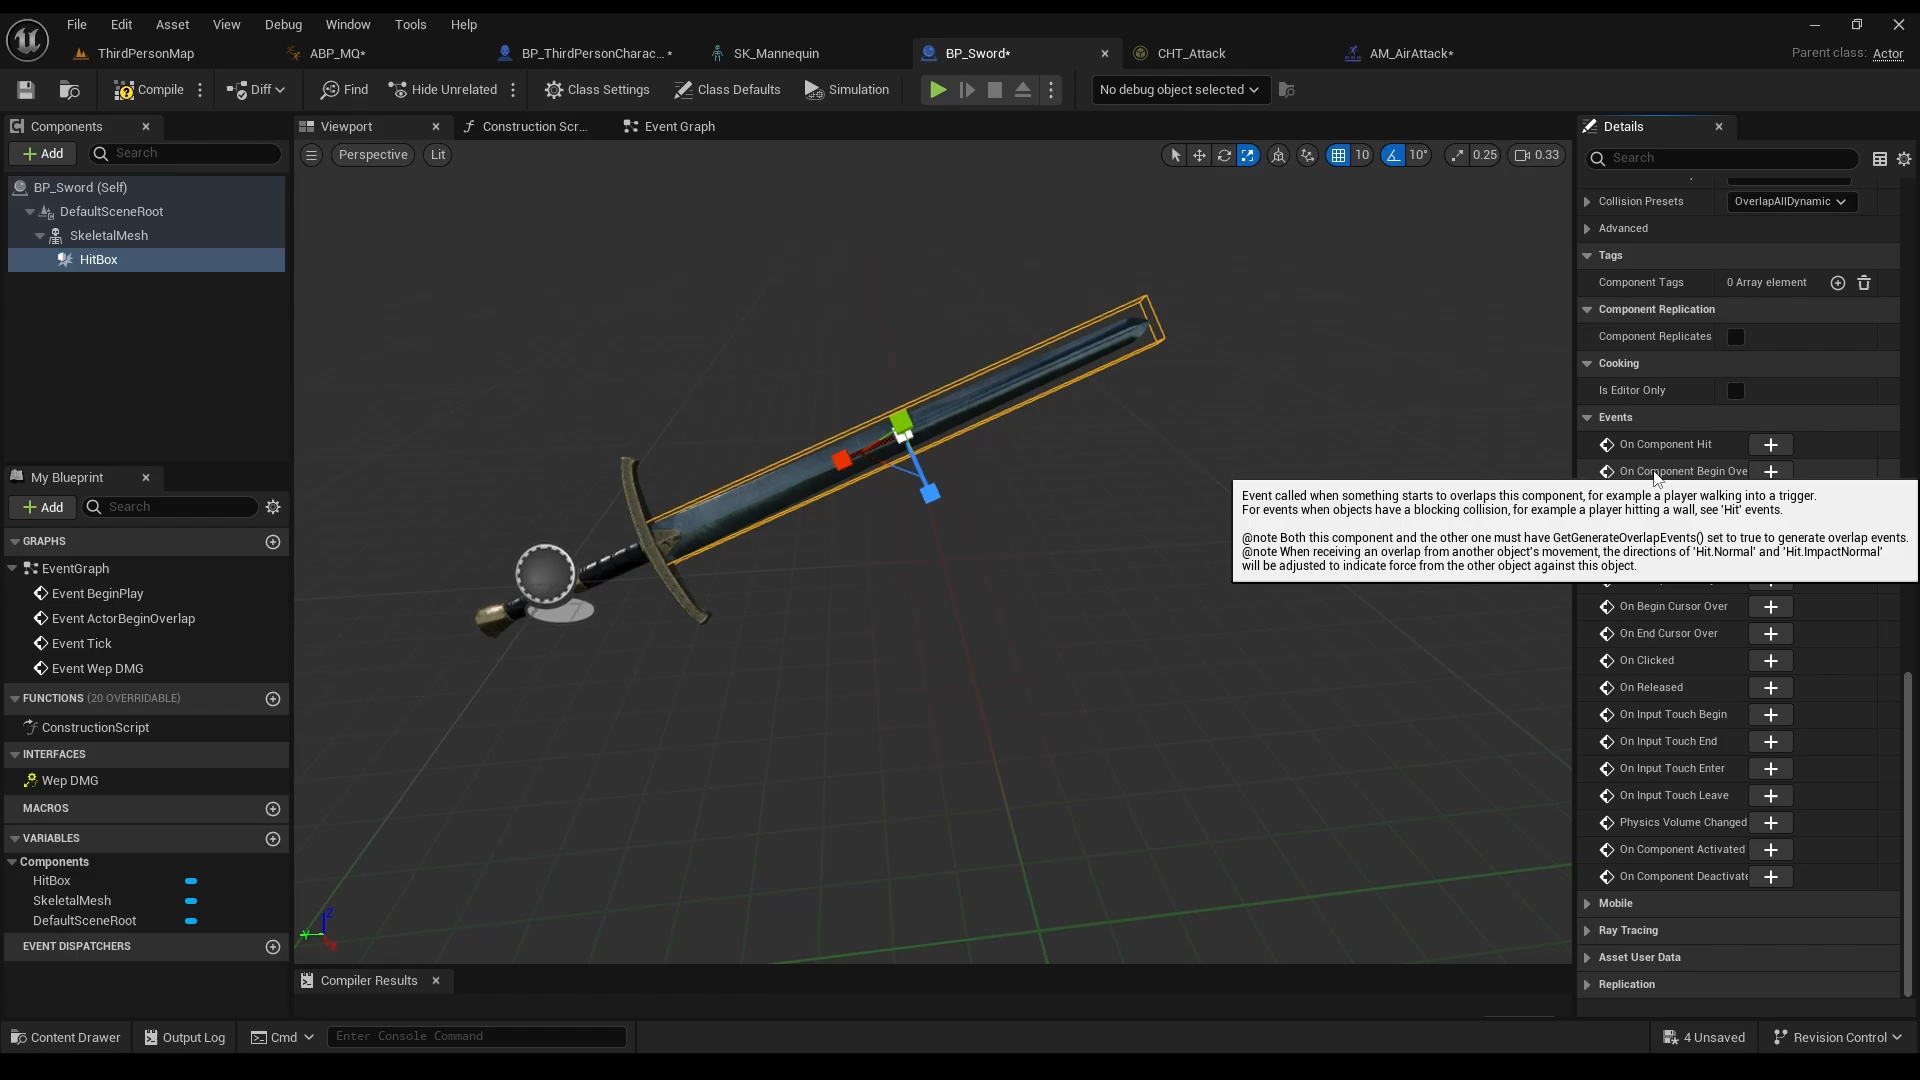 File Edit Asset View Debug Window Tools Help
ThirdPersonMap ABP_MQ* BP_ThirdPersonCharac...* SK_Mannequin BP_Sword* CHT_Attack AM_AirAttack* Parent class: Actor
Compile Diff Find Hide Unrelated Class Settings Class Defaults Simulation No debug object selected
Components Viewport Construction Scr... Event Graph Details
Add Search Perspective Lit 10 10° 0.25 0.33 Search
BP_Sword (Self)
DefaultSceneRoot
SkeletalMesh
HitBox
My Blueprint
Add Search
GRAPHS
EventGraph
Event BeginPlay
Event ActorBeginOverlap
Event Tick
Event Wep DMG
FUNCTIONS (20 OVERRIDABLE)
ConstructionScript
INTERFACES
Wep DMG
MACROS
VARIABLES
Components
HitBox
SkeletalMesh
DefaultSceneRoot
EVENT DISPATCHERS
Z
Y
Compiler Results
Collision Presets OverlapAllDynamic
Advanced
Tags
Component Tags 0 Array element
Component Replication
Component Replicates
Cooking
Is Editor Only
Events
On Component Hit
On Component Begin Ove
Event called when something starts to overlaps this component, for example a player walking into a trigger.
For events when objects have a blocking collision, for example a player hitting a wall, see 'Hit' events.
@note Both this component and the other one must have GetGenerateOverlapEvents() set to true to generate overlap events.
@note When receiving an overlap from another object's movement, the directions of 'Hit.Normal' and 'Hit.ImpactNormal'
will be adjusted to indicate force from the other object against this object.
On Begin Cursor Over
On End Cursor Over
On Clicked
On Released
On Input Touch Begin
On Input Touch End
On Input Touch Enter
On Input Touch Leave
Physics Volume Changed
On Component Activated
On Component Deactivate
Mobile
Ray Tracing
Asset User Data
Replication
Content Drawer Output Log Cmd Enter Console Command 4 Unsaved Revision Control